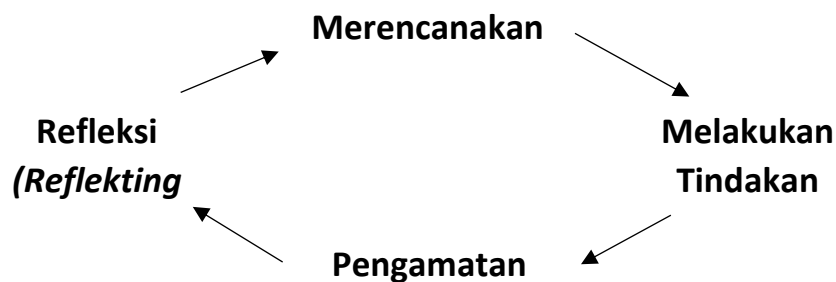 Merencanakan
Refleksi
(Reflekting
Melakukan
Tindakan
Pengamatan